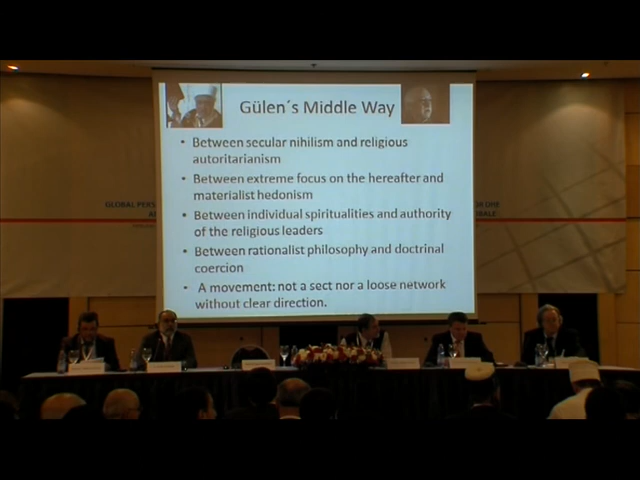 Gülen´s Middle Way
• Between secular nihilism and religious
autoritarianism
• Between extreme focus on the hereafter and
materialist hedonism
• Between individual spiritualities and authority
of the religious leaders
• Between rationalist philosophy and doctrinal
coercion
• A movement: not a sect nor a loose network
without clear direction.
GLOBAL PERS